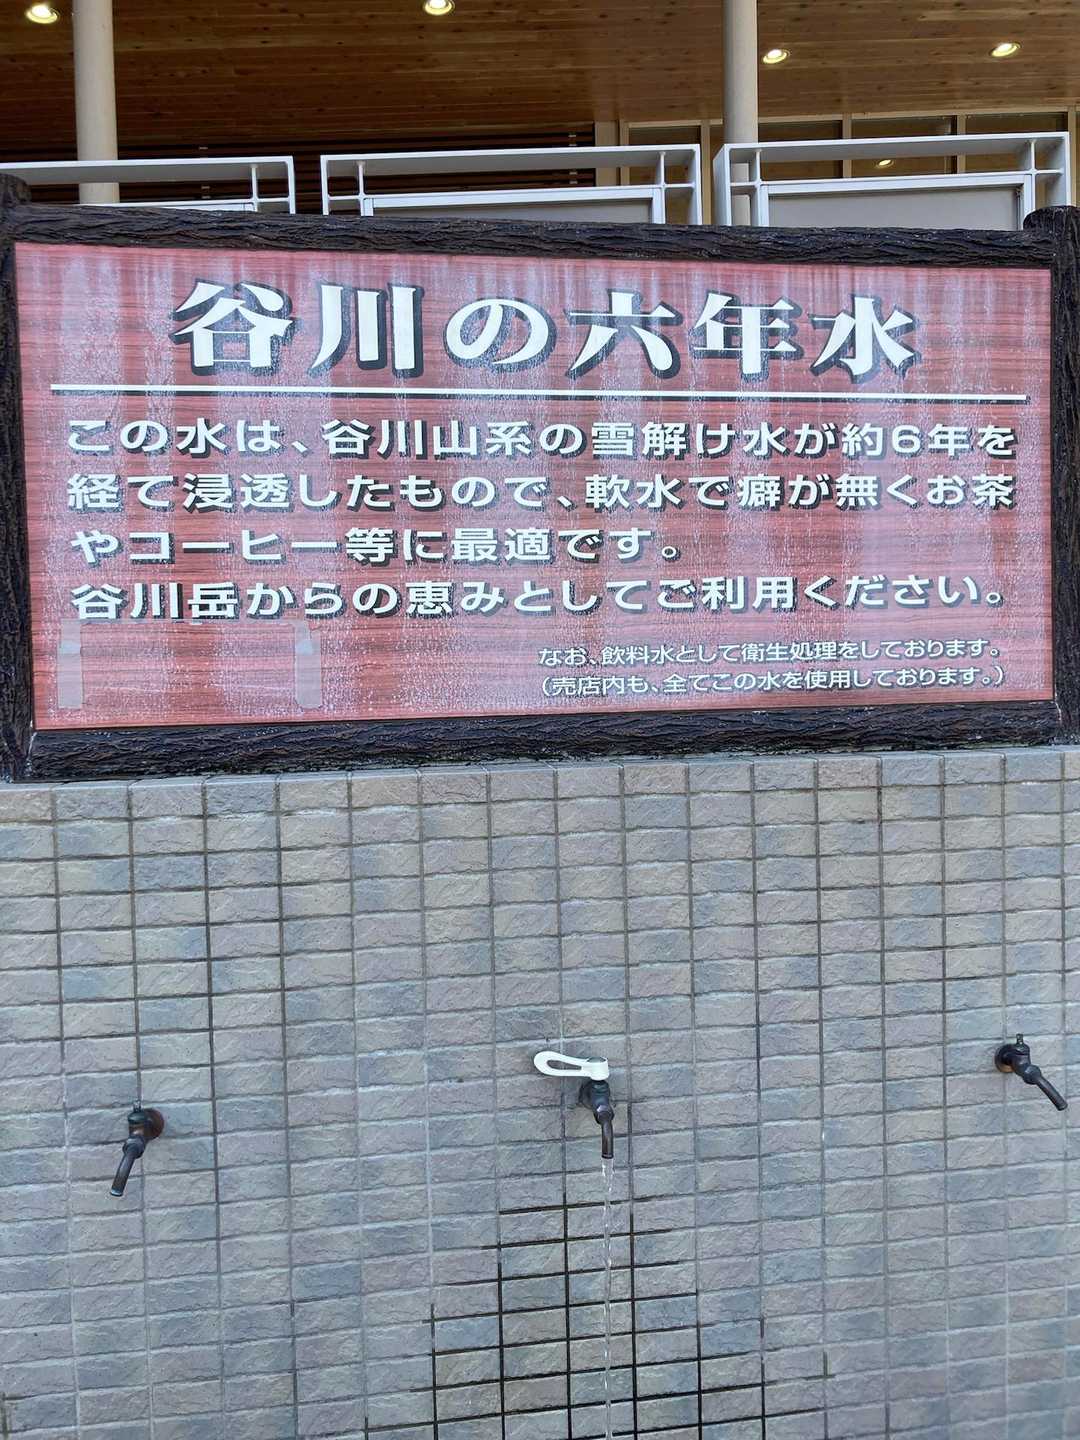 谷川の六年水
この水は、谷川山系の雪解け水が約6年を
経て浸透したもので、軟水で癖が無くお茶
やコーヒー等に最適です。
谷川岳からの恵みとしてご利用ください。
なお、飲料水として衛生処理をしております。
(売店内も、全てこの水を使用しております。)